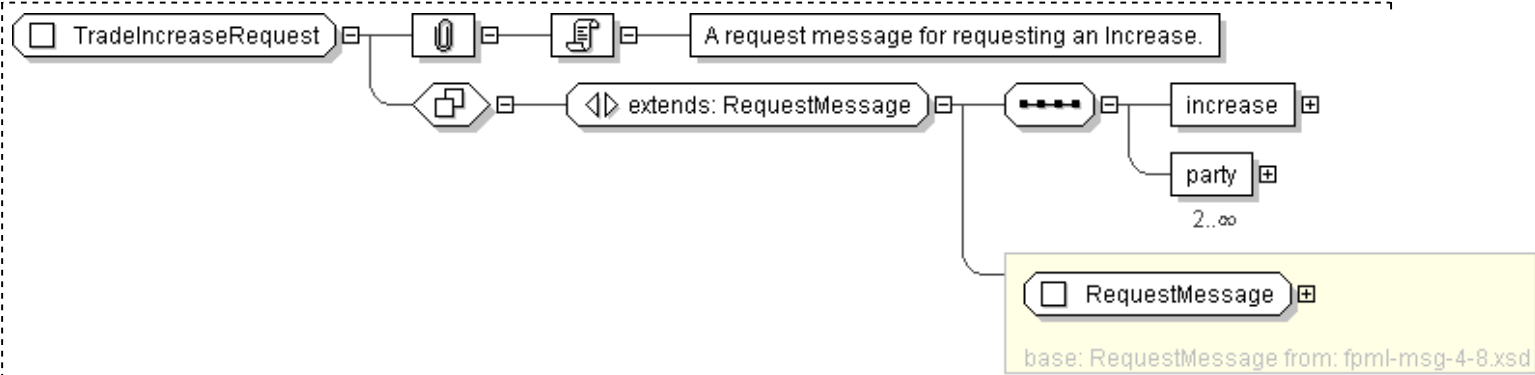 TradeIncreaseRequest
A request message for requesting an Increase.
extends: RequestMessage
increase
party
2..∞
RequestMessage
base: RequestMessage from: fpml-msg-4-8.xsd